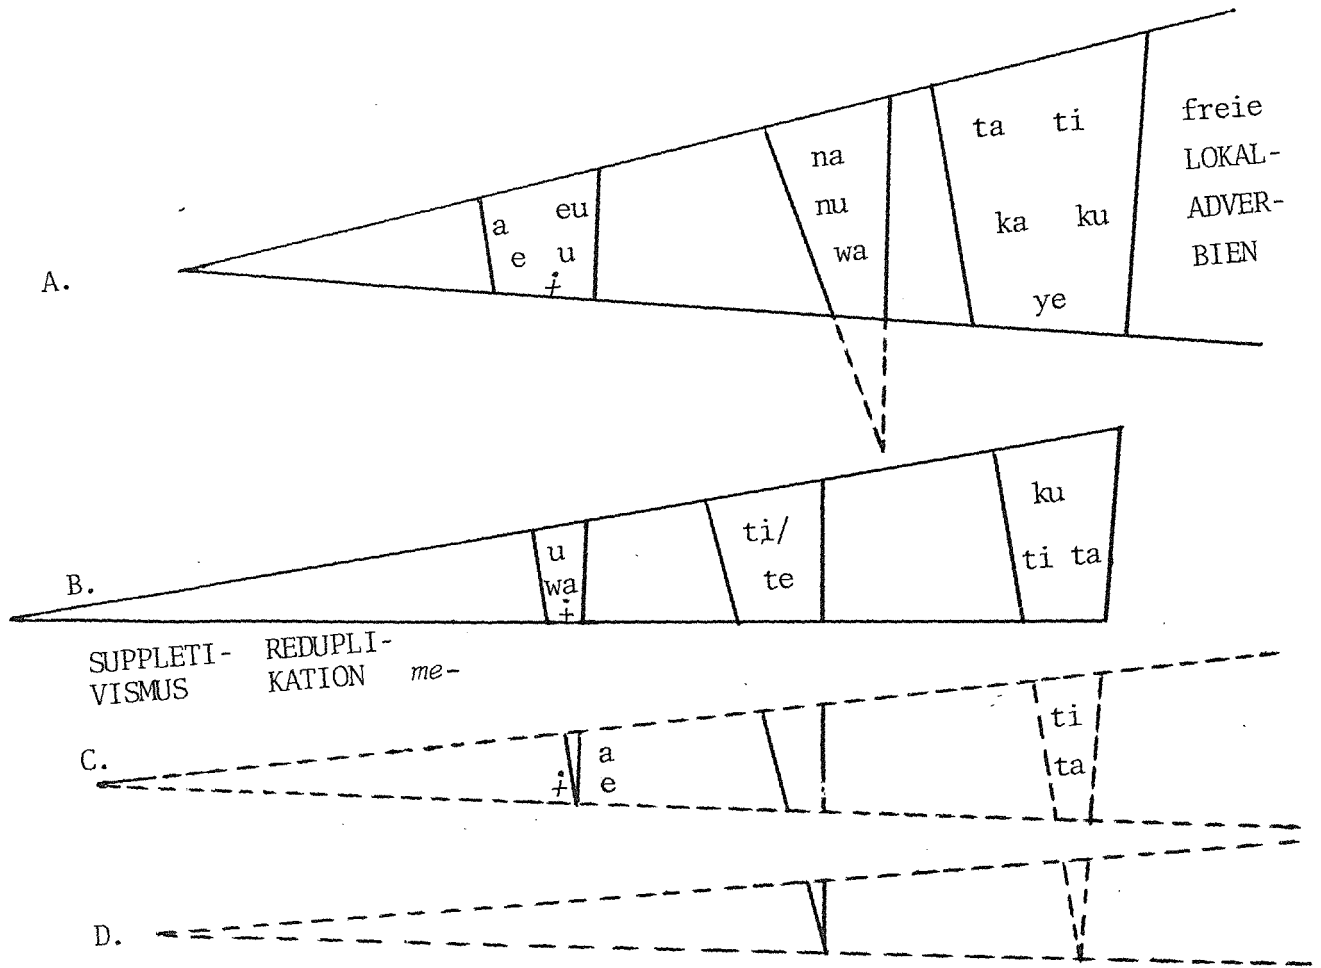 A.
a eu
e u
ɨ
na
nu
wa
ta ti
ka ku
ye
freie
LOKAL-
ADVER-
BIEN
B.
u
wa
ɨ
ti/
te
ku
ti ta
SUPPLETI-
VISMUS
REDUPLI-
KATION
me-
C.
ɨ
a
e
ti
ta
D.